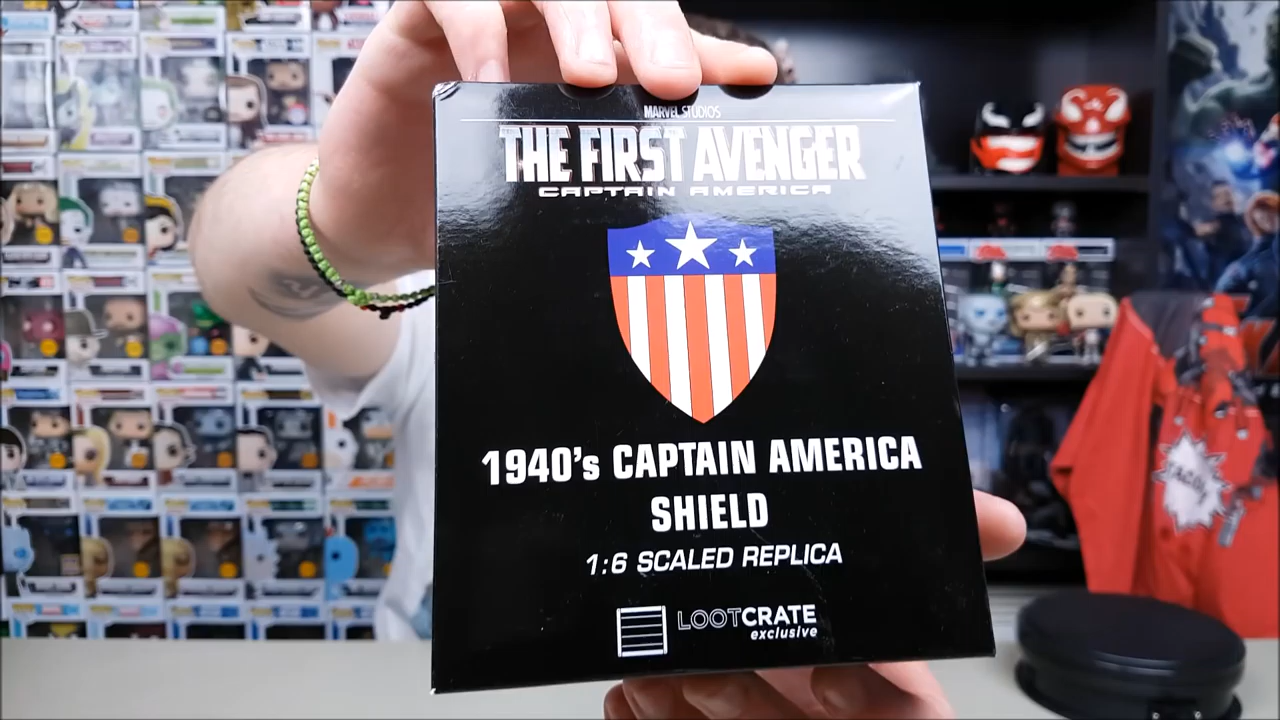 MARVEL STUDIOS
THE FIRST AVENGER
CAPTAIN AMERICA
1940's CAPTAIN AMERICA
SHIELD
1:6 SCALED REPLICA
LOOTCRATE
exclusive